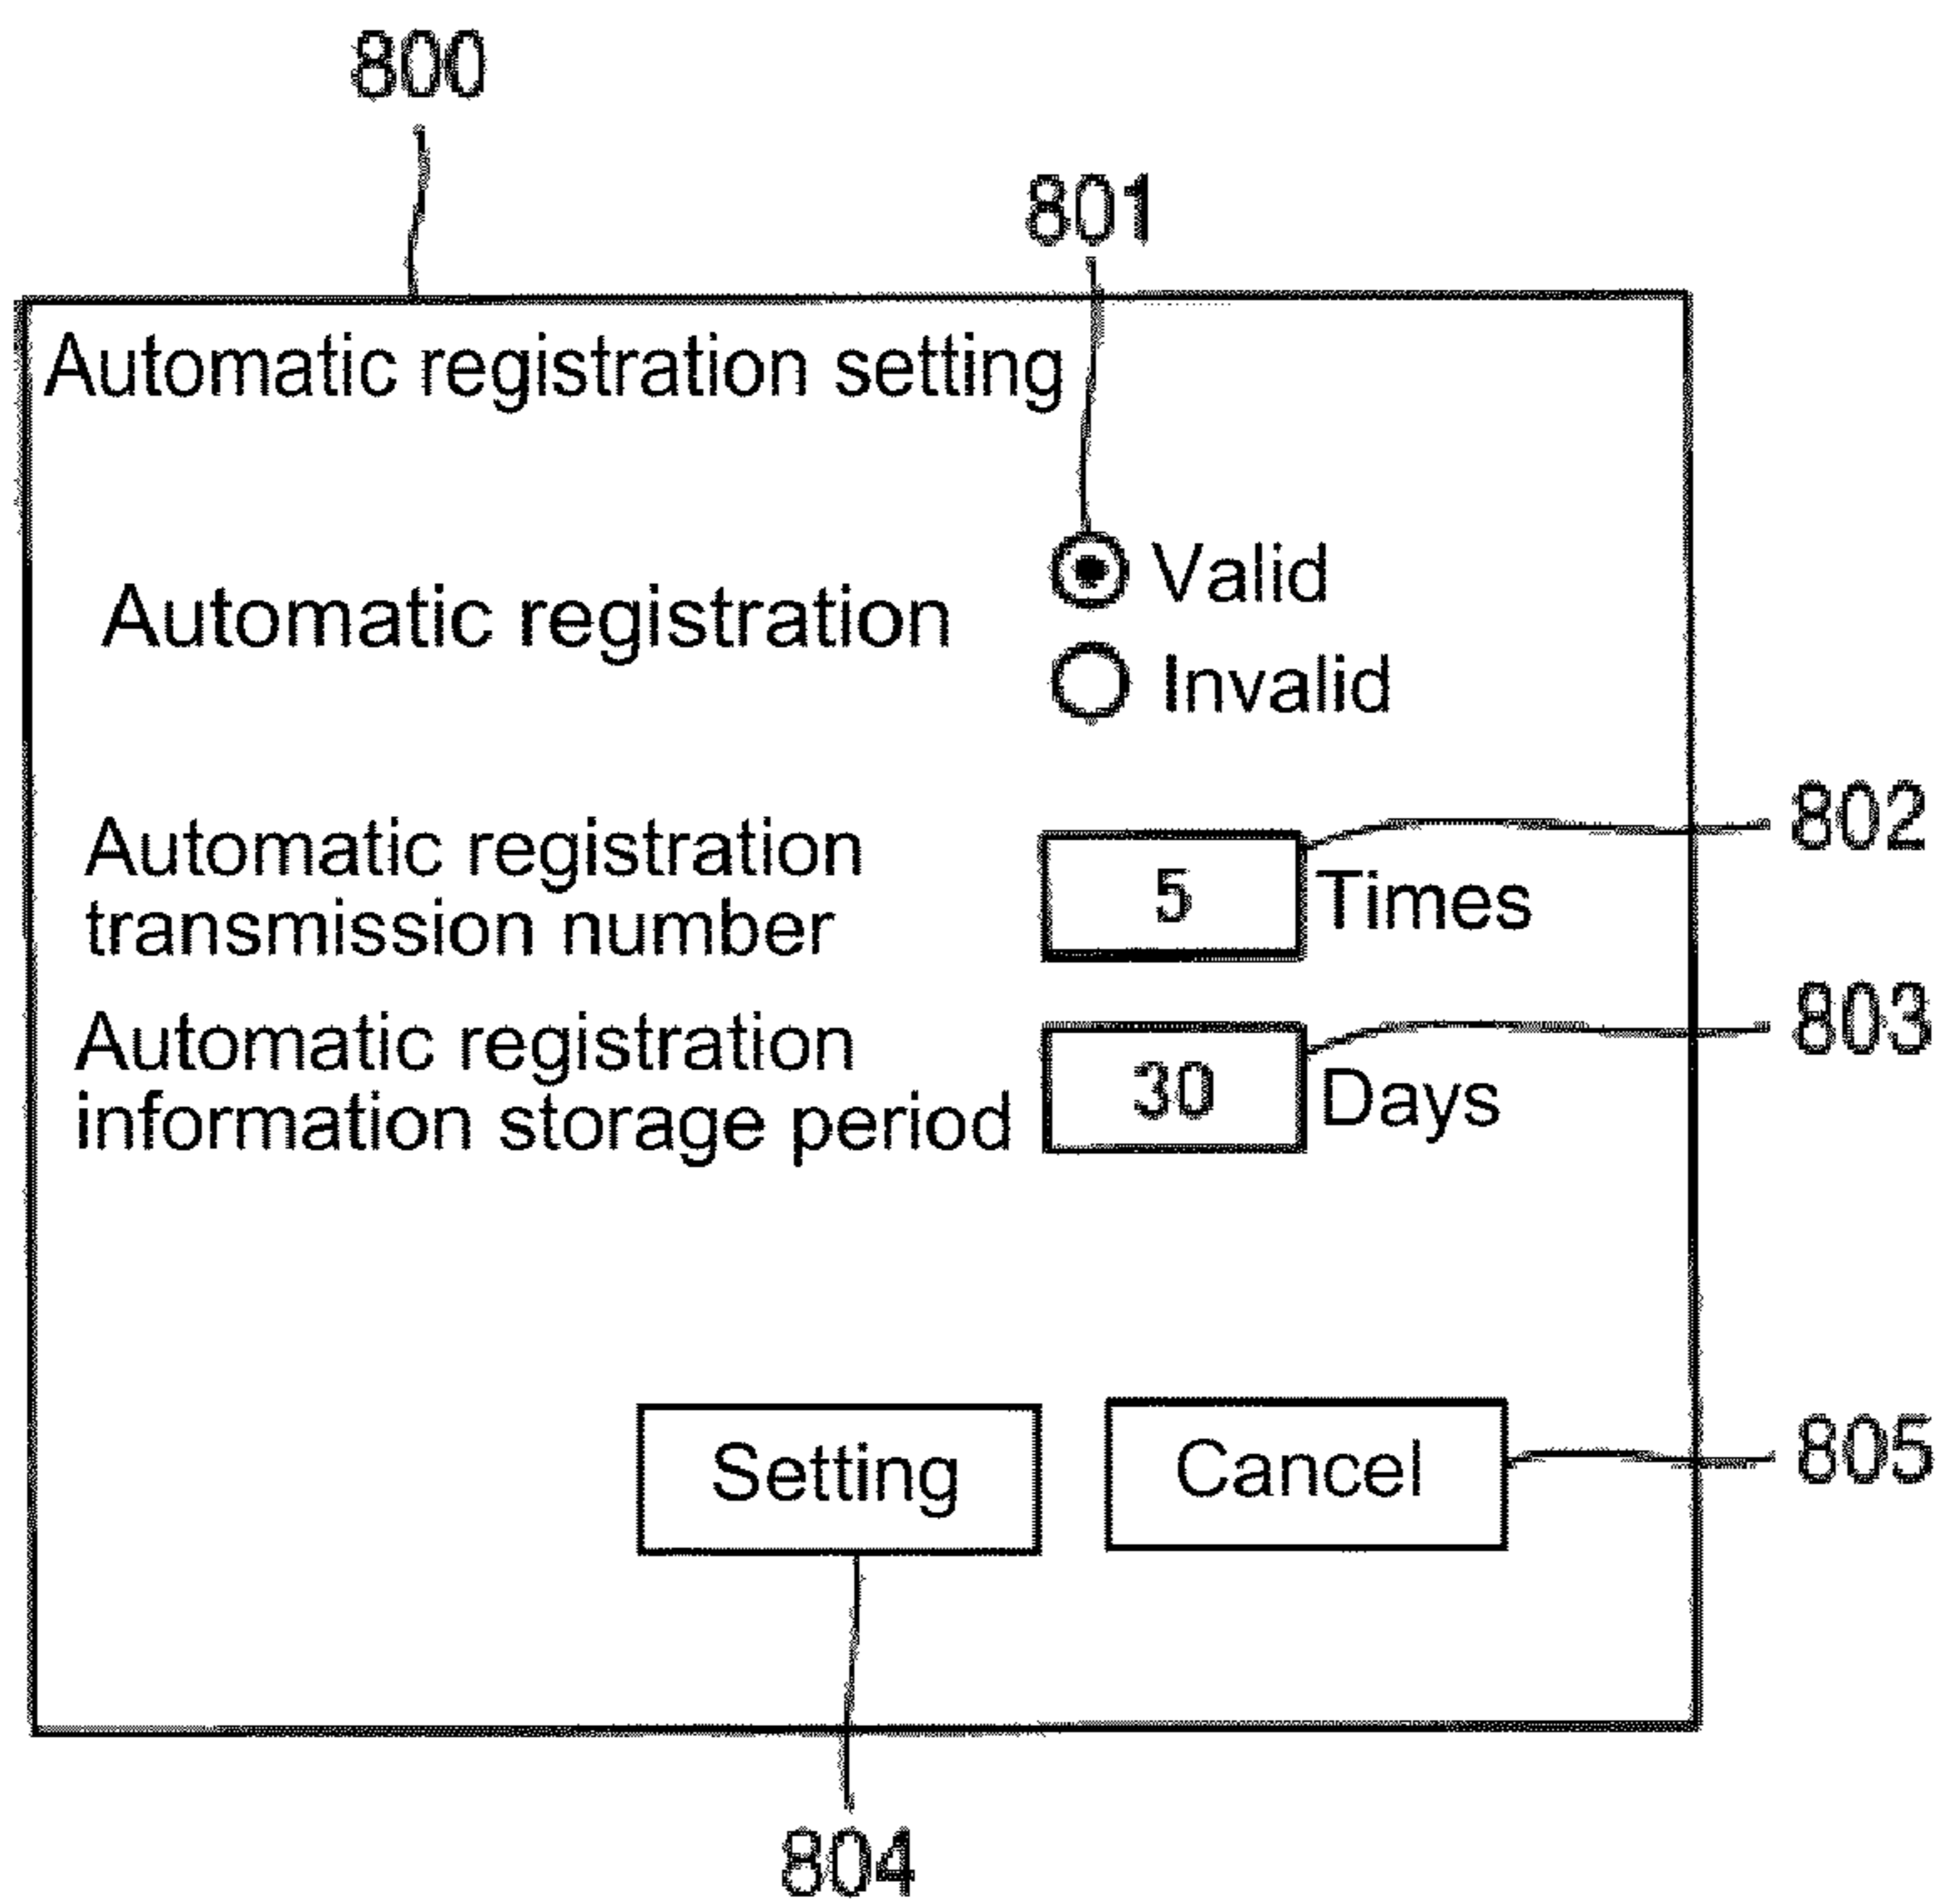 800
801
Automatic registration setting
Valid
Automatic registration
Invalid
802
Automatic registration
transmission number
5 Times
803
Automatic registration
information storage period
30 Days
Setting
Cancel
805
804